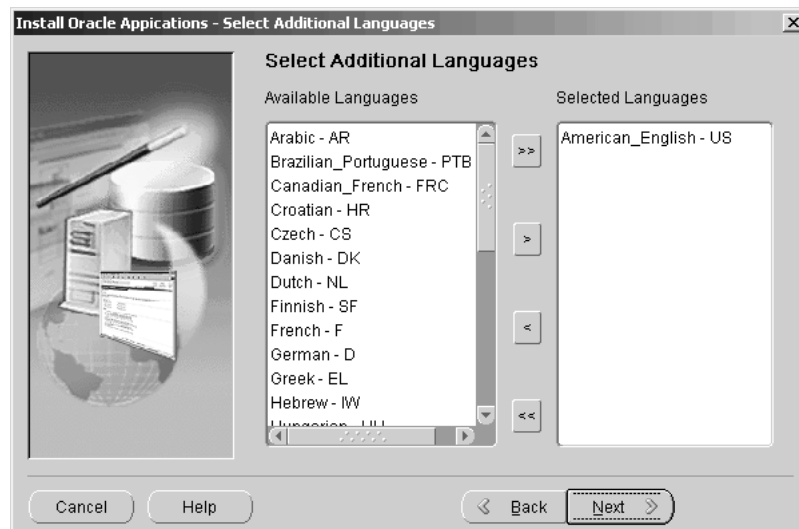 Install Oracle Appications - Select Additional Languages
Select Additional Languages
Available Languages
Selected Languages
Arabic - AR
Brazilian_Portuguese - PTB
Canadian_French - FRC
Croatian - HR
Czech - CS
Danish - DK
Dutch - NL
Finnish - SF
French - F
German - D
Greek - EL
Hebrew - IW
Hungarian - HU
>>
>
<
<<
American_English - US
Cancel
Help
Back
Next